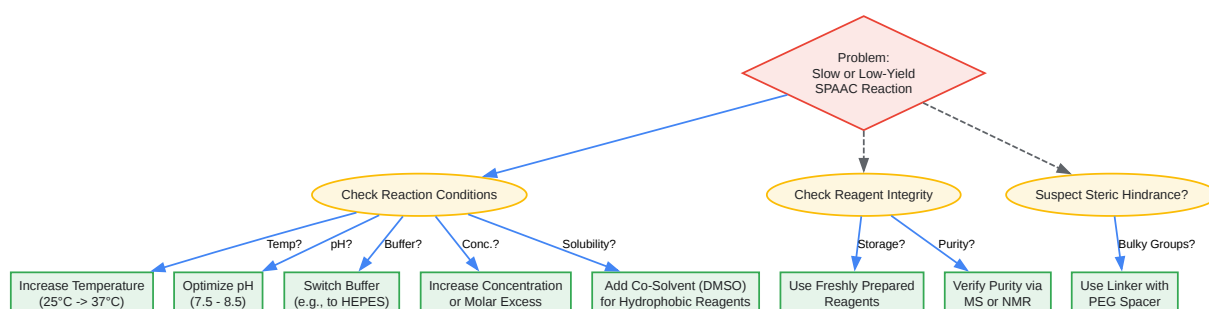 Problem:
Slow or Low-Yield
SPAAC Reaction
Check Reaction Conditions
Check Reagent Integrity
Suspect Steric Hindrance?
Temp?
pH?
Buffer?
Conc.?
Solubility?
Storage?
Purity?
Bulky Groups?
Increase Temperature
(25°C -> 37°C)
Optimize pH
(7.5 - 8.5)
Switch Buffer
(e.g., to HEPES)
Increase Concentration
or Molar Excess
Add Co-Solvent (DMSO)
for Hydrophobic Reagents
Use Freshly Prepared
Reagents
Verify Purity via
MS or NMR
Use Linker with
PEG Spacer